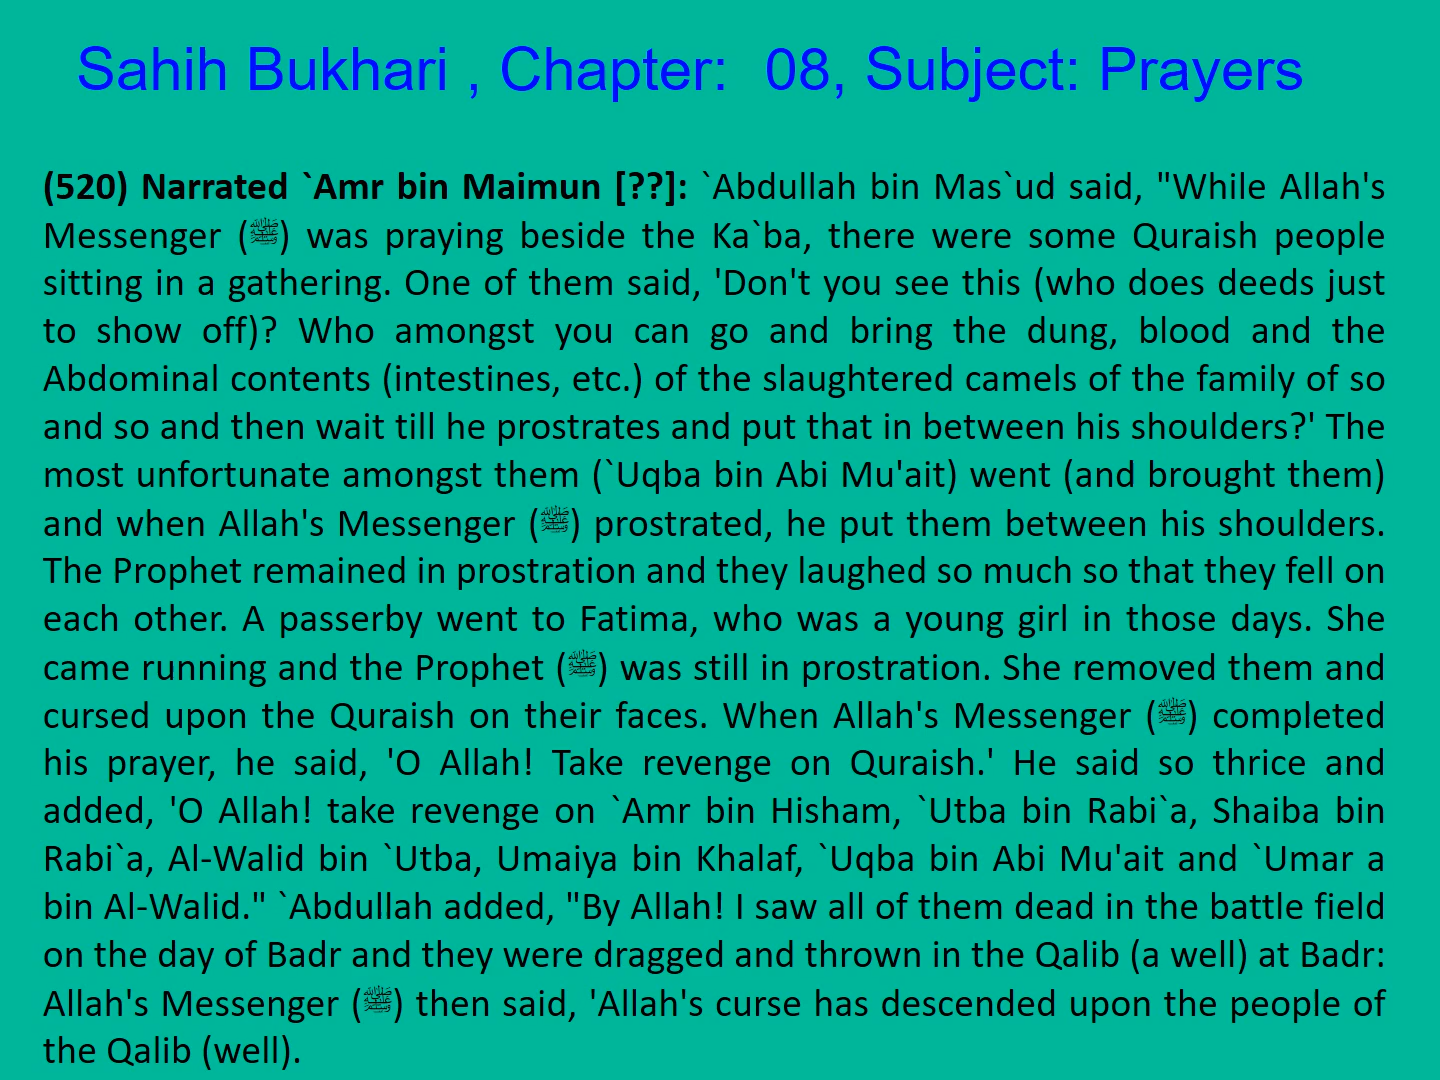 Sahih Bukhari , Chapter:  08, Subject: Prayers
(520) Narrated `Amr bin Maimun [??]: `Abdullah bin Mas`ud said, "While Allah's
Messenger (ﷺ) was praying beside the Ka`ba, there were some Quraish people
sitting in a gathering. One of them said, 'Don't you see this (who does deeds just
to show off)? Who amongst you can go and bring the dung, blood and the
Abdominal contents (intestines, etc.) of the slaughtered camels of the family of so
and so and then wait till he prostrates and put that in between his shoulders?' The
most unfortunate amongst them (`Uqba bin Abi Mu'ait) went (and brought them)
and when Allah's Messenger (ﷺ) prostrated, he put them between his shoulders.
The Prophet remained in prostration and they laughed so much so that they fell on
each other. A passerby went to Fatima, who was a young girl in those days. She
came running and the Prophet (ﷺ) was still in prostration. She removed them and
cursed upon the Quraish on their faces. When Allah's Messenger (ﷺ) completed
his prayer, he said, 'O Allah! Take revenge on Quraish.' He said so thrice and
added, 'O Allah! take revenge on `Amr bin Hisham, `Utba bin Rabi`a, Shaiba bin
Rabi`a, Al-Walid bin `Utba, Umaiya bin Khalaf, `Uqba bin Abi Mu'ait and `Umar a
bin Al-Walid." `Abdullah added, "By Allah! I saw all of them dead in the battle field
on the day of Badr and they were dragged and thrown in the Qalib (a well) at Badr:
Allah's Messenger (ﷺ) then said, 'Allah's curse has descended upon the people of
the Qalib (well).